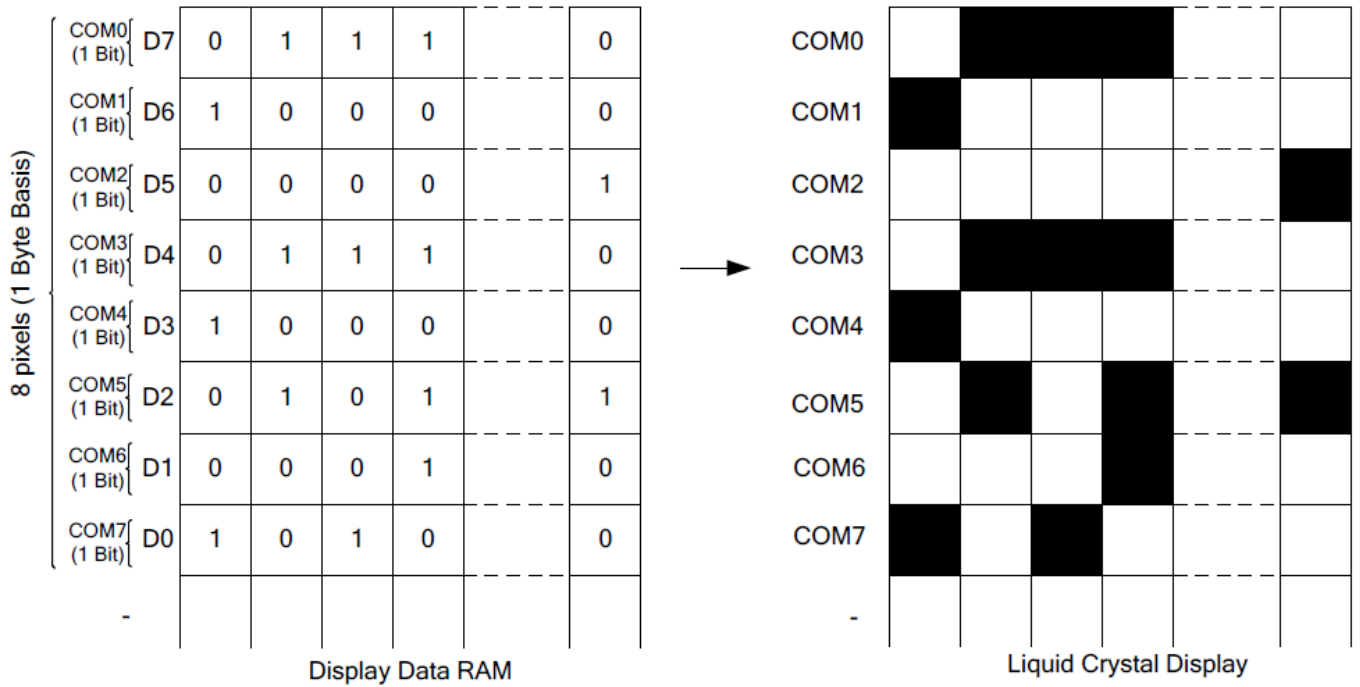 8 pixels (1 Byte Basis)
COM0 (1 Bit) D7 0 1 1 1 0
COM1 (1 Bit) D6 1 0 0 0 0
COM2 (1 Bit) D5 0 0 0 0 1
COM3 (1 Bit) D4 0 1 1 1 0
COM4 (1 Bit) D3 1 0 0 0 0
COM5 (1 Bit) D2 0 1 0 1 1
COM6 (1 Bit) D1 0 0 0 1 0
COM7 (1 Bit) D0 1 0 1 0 0
-
Display Data RAM
COM0
COM1
COM2
COM3
COM4
COM5
COM6
COM7
-
Liquid Crystal Display